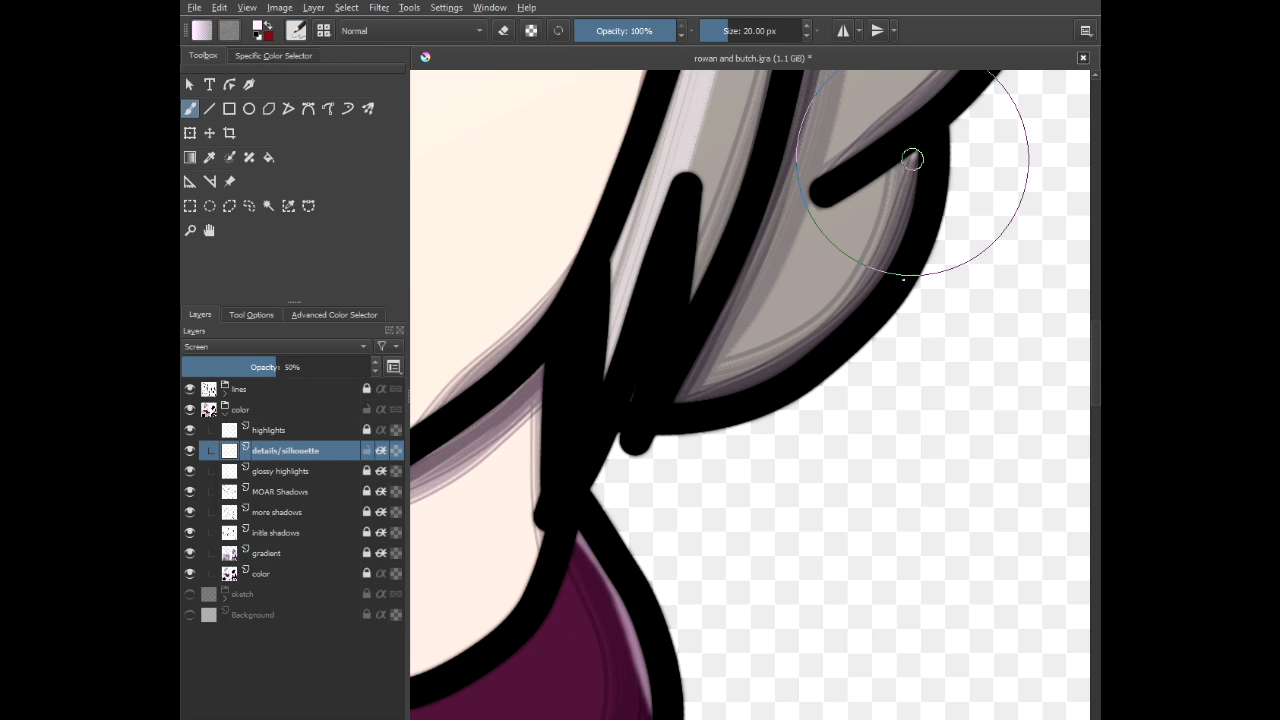 File Edit View Image Layer Select Filter Tools Settings Window Help
Normal Opacity: 100% Size: 20.00 px
Toolbox Specific Color Selector
rowan and butch.kra (1.1 GiB) *
Layers Tool Options Advanced Color Selector
Layers
Screen
Opacity: 50%
lines
color
highlights
details/silhouette
glossy highlights
MOAR Shadows
more shadows
initla shadows
gradient
color
sketch
Background